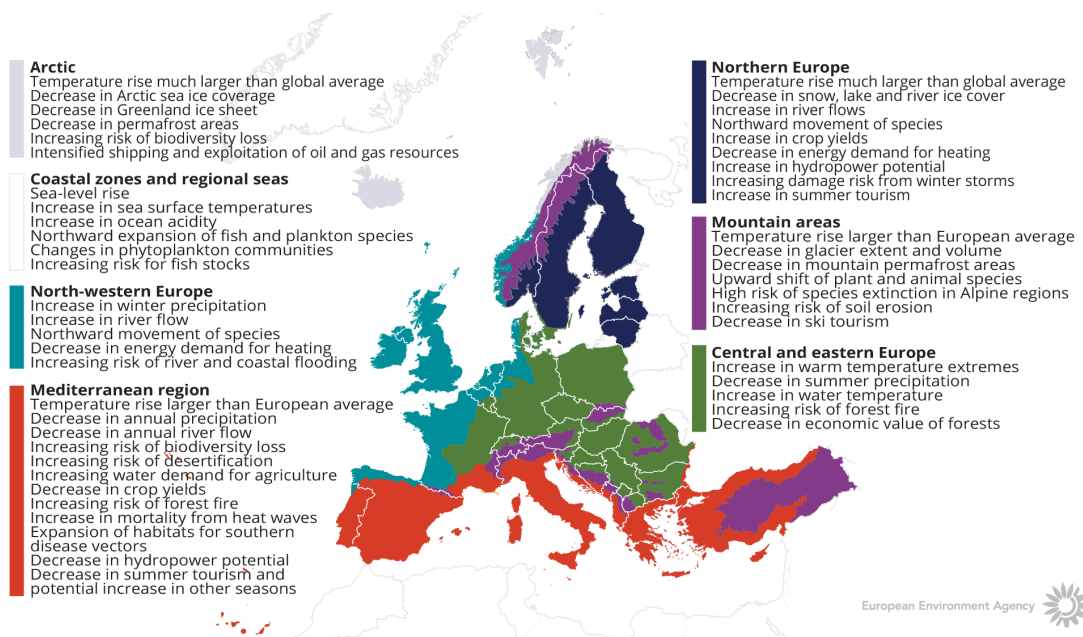 Arctic
Temperature rise much larger than global average
Decrease in Arctic sea ice coverage
Decrease in Greenland ice sheet
Decrease in permafrost areas
Increasing risk of biodiversity loss
Intensified shipping and exploitation of oil and gas resources
Coastal zones and regional seas
Sea-level rise
Increase in sea surface temperatures
Increase in ocean acidity
Northward expansion of fish and plankton species
Changes in phytoplankton communities
Increasing risk for fish stocks
North-western Europe
Increase in winter precipitation
Increase in river flow
Northward movement of species
Decrease in energy demand for heating
Increasing risk of river and coastal flooding
Mediterranean region
Temperature rise larger than European average
Decrease in annual precipitation
Decrease in annual river flow
Increasing risk of biodiversity loss
Increasing risk of desertification
Increasing water demand for agriculture
Decrease in crop yields
Increasing risk of forest fire
Increase in mortality from heat waves
Expansion of habitats for southern
disease vectors
Decrease in hydropower potential
Decrease in summer tourism and
potential increase in other seasons
Northern Europe
Temperature rise much larger than global average
Decrease in snow, lake and river ice cover
Increase in river flows
Northward movement of species
Increase in crop yields
Decrease in energy demand for heating
Increase in hydropower potential
Increasing damage risk from winter storms
Increase in summer tourism
Mountain areas
Temperature rise larger than European average
Decrease in glacier extent and volume
Decrease in mountain permafrost areas
Upward shift of plant and animal species
High risk of species extinction in Alpine regions
Increasing risk of soil erosion
Decrease in ski tourism
Central and eastern Europe
Increase in warm temperature extremes
Decrease in summer precipitation
Increase in water temperature
Increasing risk of forest fire
Decrease in economic value of forests
European Environment Agency